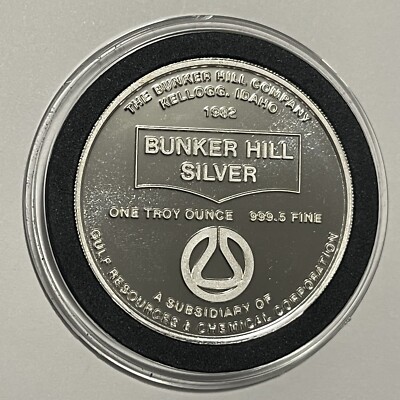 THE BUNKER HILL COMPANY
KELLOGG, IDAHO
1982
BUNKER HILL
SILVER
ONE TROY OUNCE 999.5 FINE
A SUBSIDIARY OF
GULF RESOURCES & CHEMICAL CORPORATION